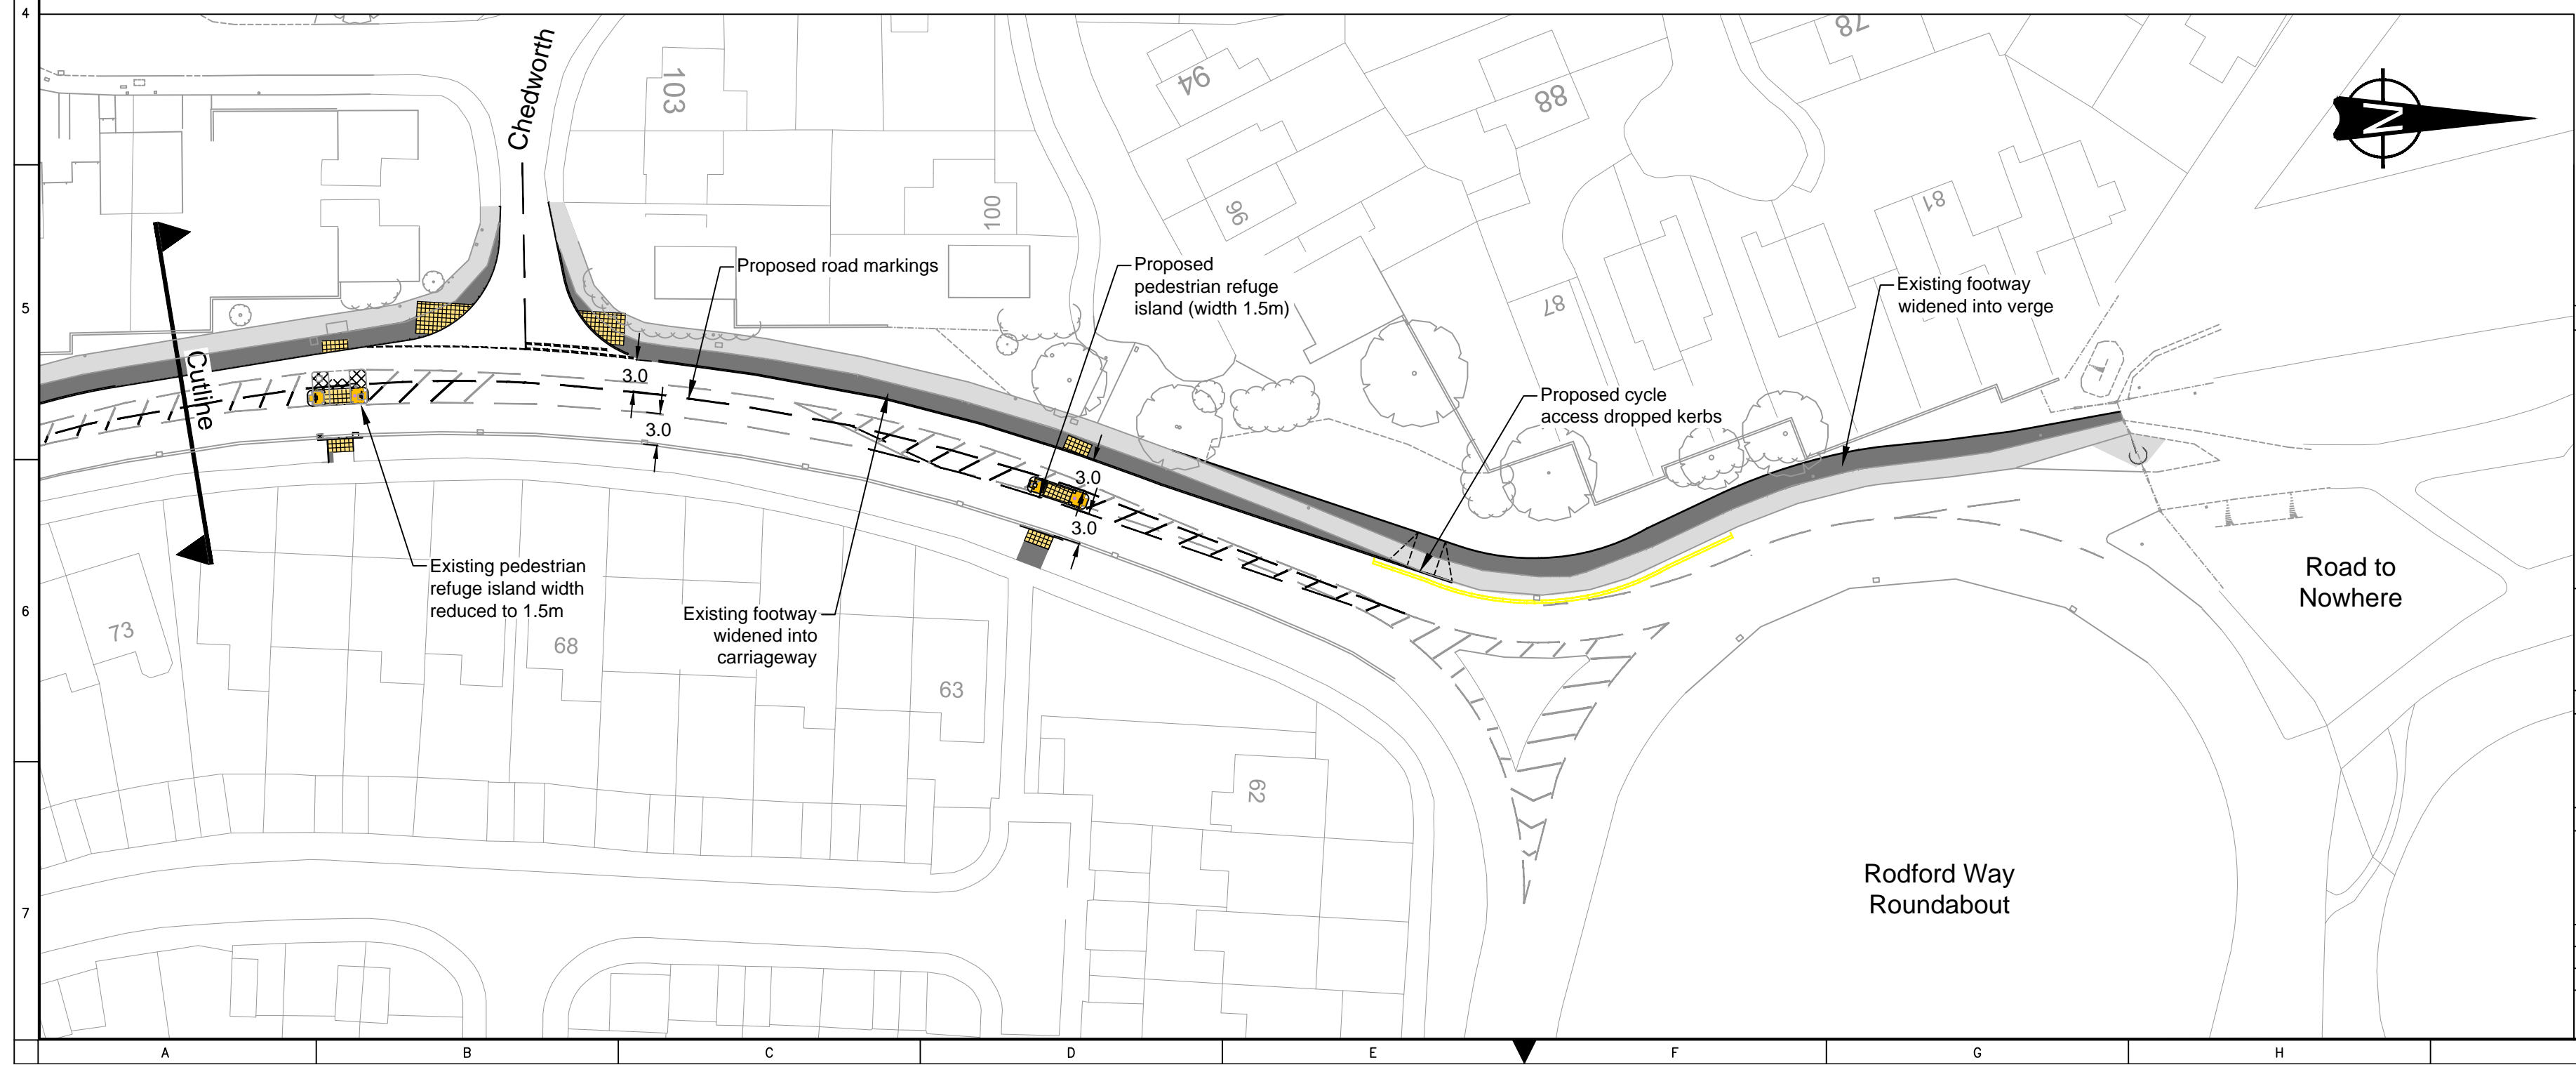 4
78
Chedworth
103
94
88
N
96
100
81
5
Proposed road markings
Proposed
pedestrian refuge
island (width 1.5m)
87
Existing footway
widened into verge
Cutline
3.0
3.0
Proposed cycle
access dropped kerbs
3.0
3.0
Existing pedestrian
refuge island width
reduced to 1.5m
Existing footway
widened into
carriageway
Road to
Nowhere
6
73
68
63
62
7
Rodford Way
Roundabout
A
B
C
D
E
F
G
H